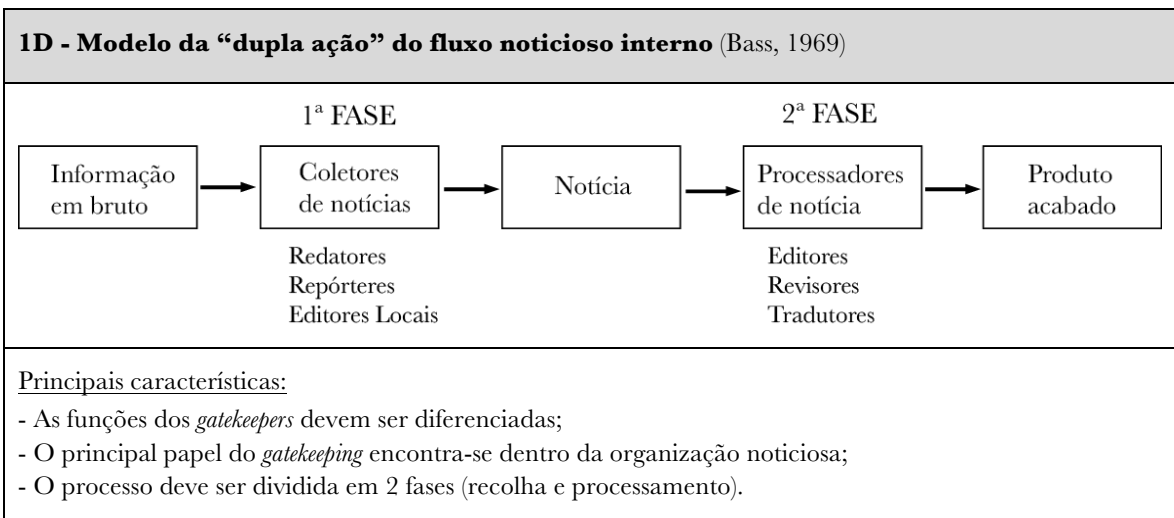 1D - Modelo da “dupla ação” do fluxo noticioso interno (Bass, 1969)
1ª FASE
2ª FASE
Informação
em bruto
Coletores
de notícias
Notícia
Processadores
de notícia
Produto
acabado
Redatores
Repórteres
Editores Locais
Editores
Revisores
Tradutores
Principais características:
- As funções dos gatekeepers devem ser diferenciadas;
- O principal papel do gatekeeping encontra-se dentro da organização noticiosa;
- O processo deve ser dividida em 2 fases (recolha e processamento).